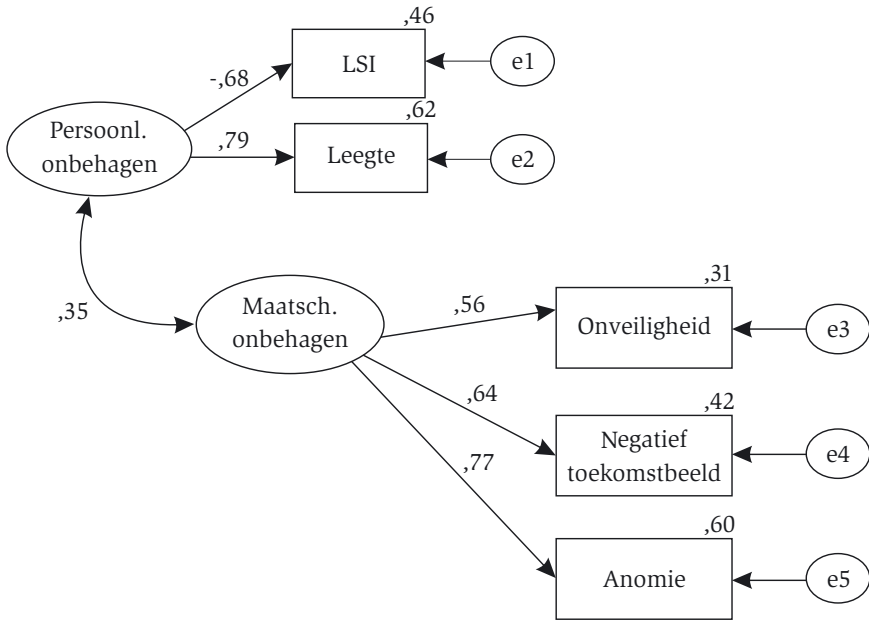 ,46
LSI
e1
-,68
,62
Persoonl.
onbehagen
,79
Leegte
e2
,35
Maatsch.
onbehagen
,31
,56
Onveiligheid
e3
,64
,42
Negatief
toekomstbeeld
e4
,77
,60
Anomie
e5